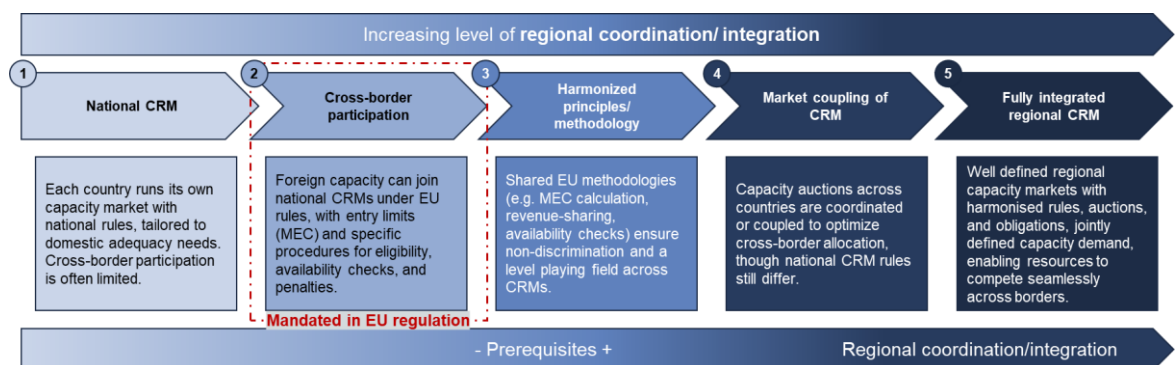 Increasing level of regional coordination/ integration
1
National CRM
2
Cross-border
participation
3
Harmonized
principles/
methodology
4
Market coupling of
CRM
5
Fully integrated
regional CRM
Each country runs its own
capacity market with
national rules, tailored to
domestic adequacy needs.
Cross-border participation
is often limited.
Foreign capacity can join
national CRMs under EU
rules, with entry limits
(MEC) and specific
procedures for eligibility,
availability checks, and
penalties.
Shared EU methodologies
(e.g. MEC calculation,
revenue-sharing,
availability checks) ensure
non-discrimination and a
level playing field across
CRMs.
Capacity auctions across
countries are coordinated
or coupled to optimize
cross-border allocation,
though national CRM rules
still differ.
Well defined regional
capacity markets with
harmonised rules, auctions,
and obligations, jointly
defined capacity demand,
enabling resources to
compete seamlessly
across borders.
Mandated in EU regulation
- Prerequisites +
Regional coordination/integration